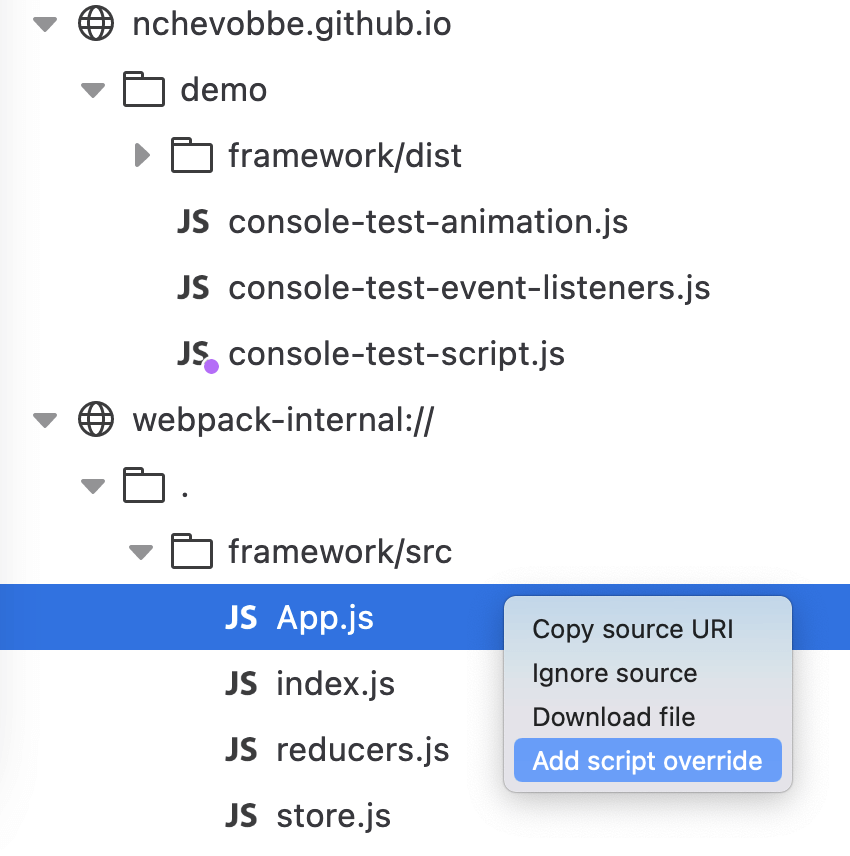 nchevobbe.github.io
demo
framework/dist
JS console-test-animation.js
JS console-test-event-listeners.js
JS console-test-script.js
webpack-internal://
.
framework/src
JS App.js
Copy source URI
Ignore source
Download file
Add script override
JS index.js
JS reducers.js
JS store.js